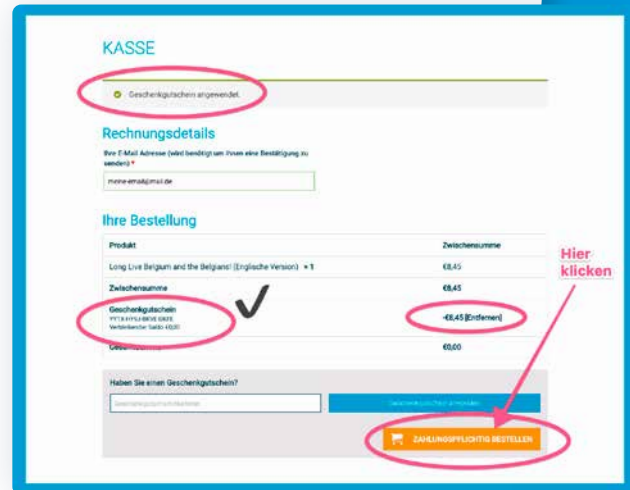 KASSE
Geschenkgutschein angewendet.
Rechnungsdetails
Ihre E-Mail Adresse (wird benötigt um Ihnen eine Bestätigung zu
senden) *
meine-email@mail.de
Ihre Bestellung
Produkt Zwischensumme
Long Live Belgium and the Belgians! (Englische Version) × 1 €8,45
Zwischensumme €8,45
Geschenkgutschein -€8,45 [Entfernen]
Verbleibender Saldo €0,00
€0,00
Hier
klicken
Haben Sie einen Geschenkgutschein?
ZAHLUNGSPFLICHTIG BESTELLEN